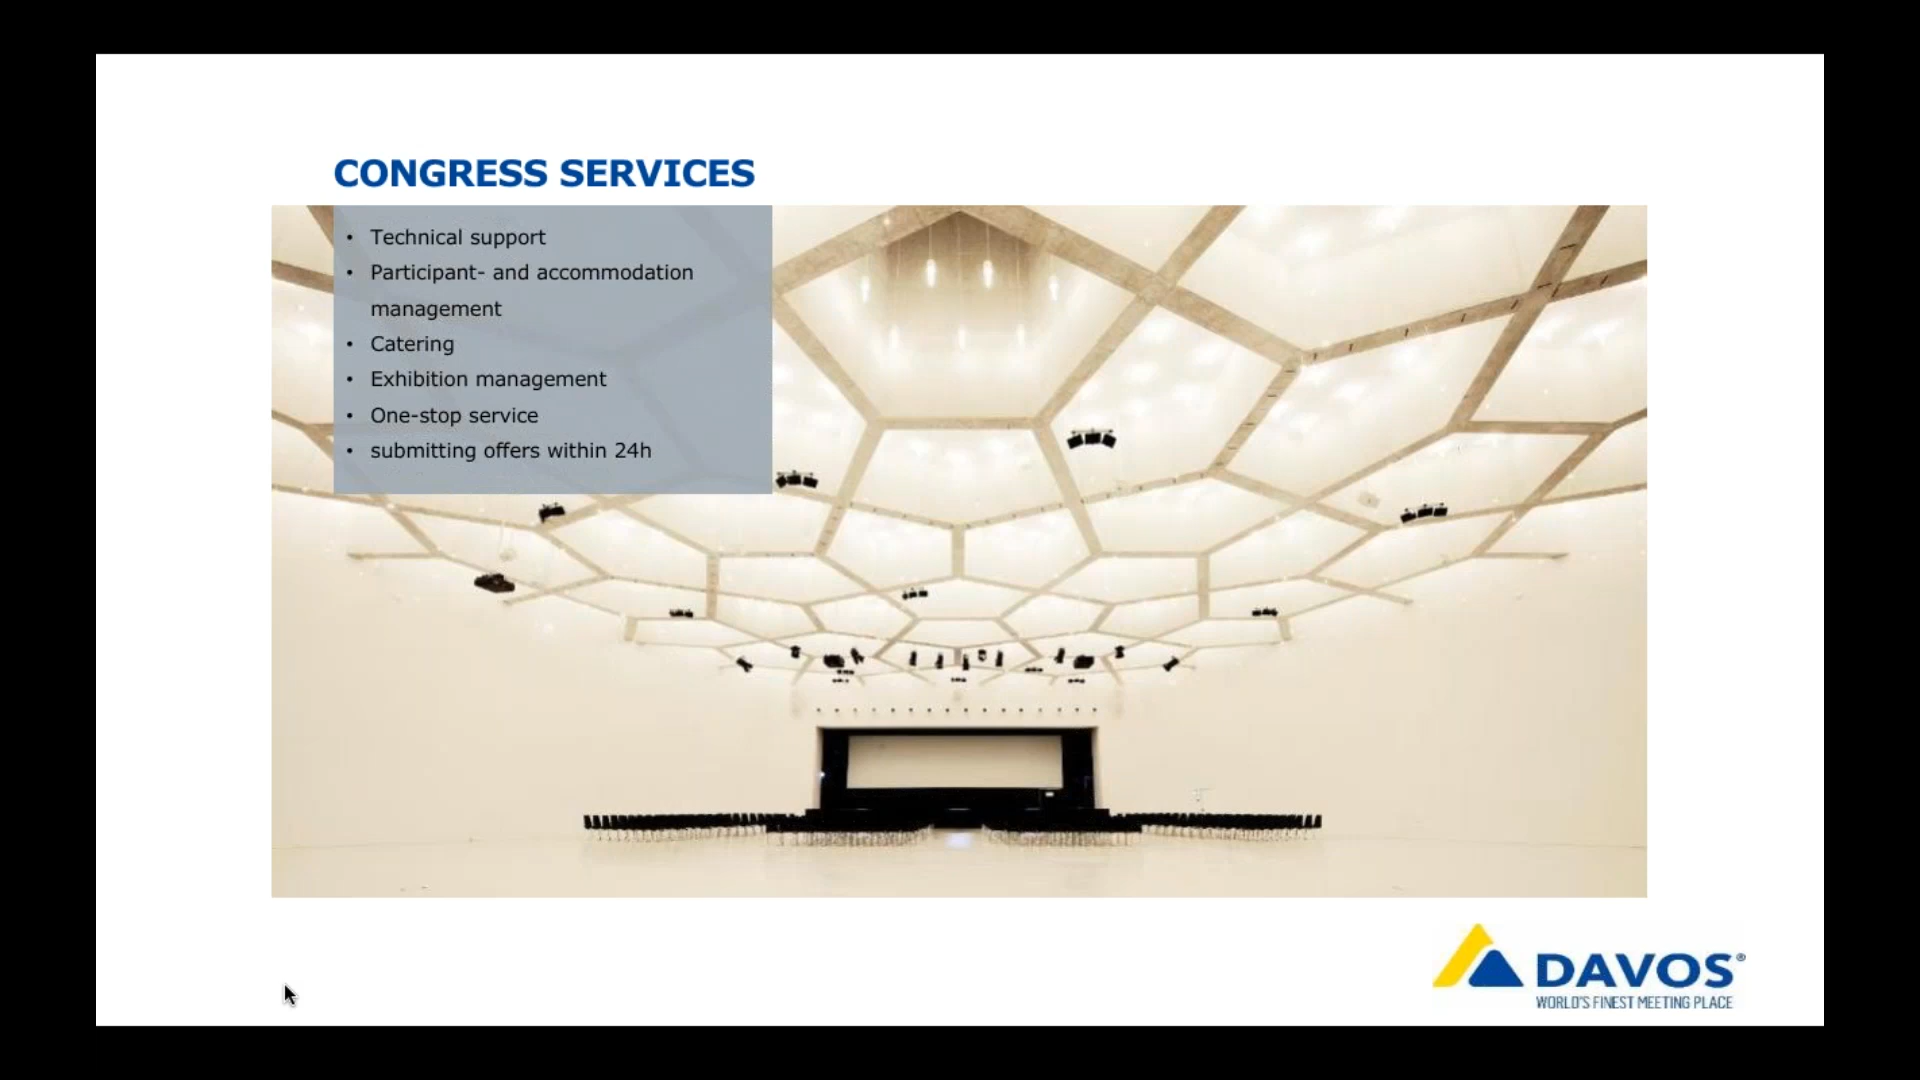 CONGRESS SERVICES
• Technical support
• Participant- and accommodation
management
• Catering
• Exhibition management
• One-stop service
• submitting offers within 24h
DAVOS®
WORLD'S FINEST MEETING PLACE